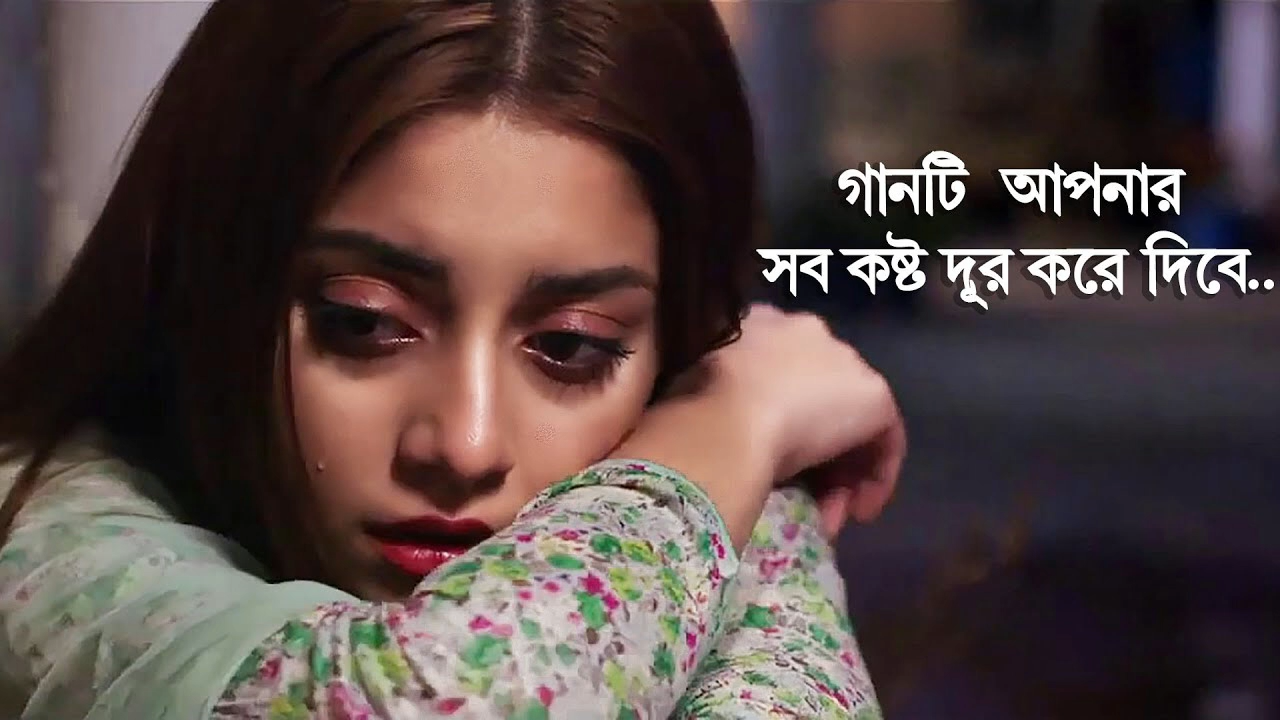 গানটি আপনার
সব কষ্ট দূর করে দিবে..